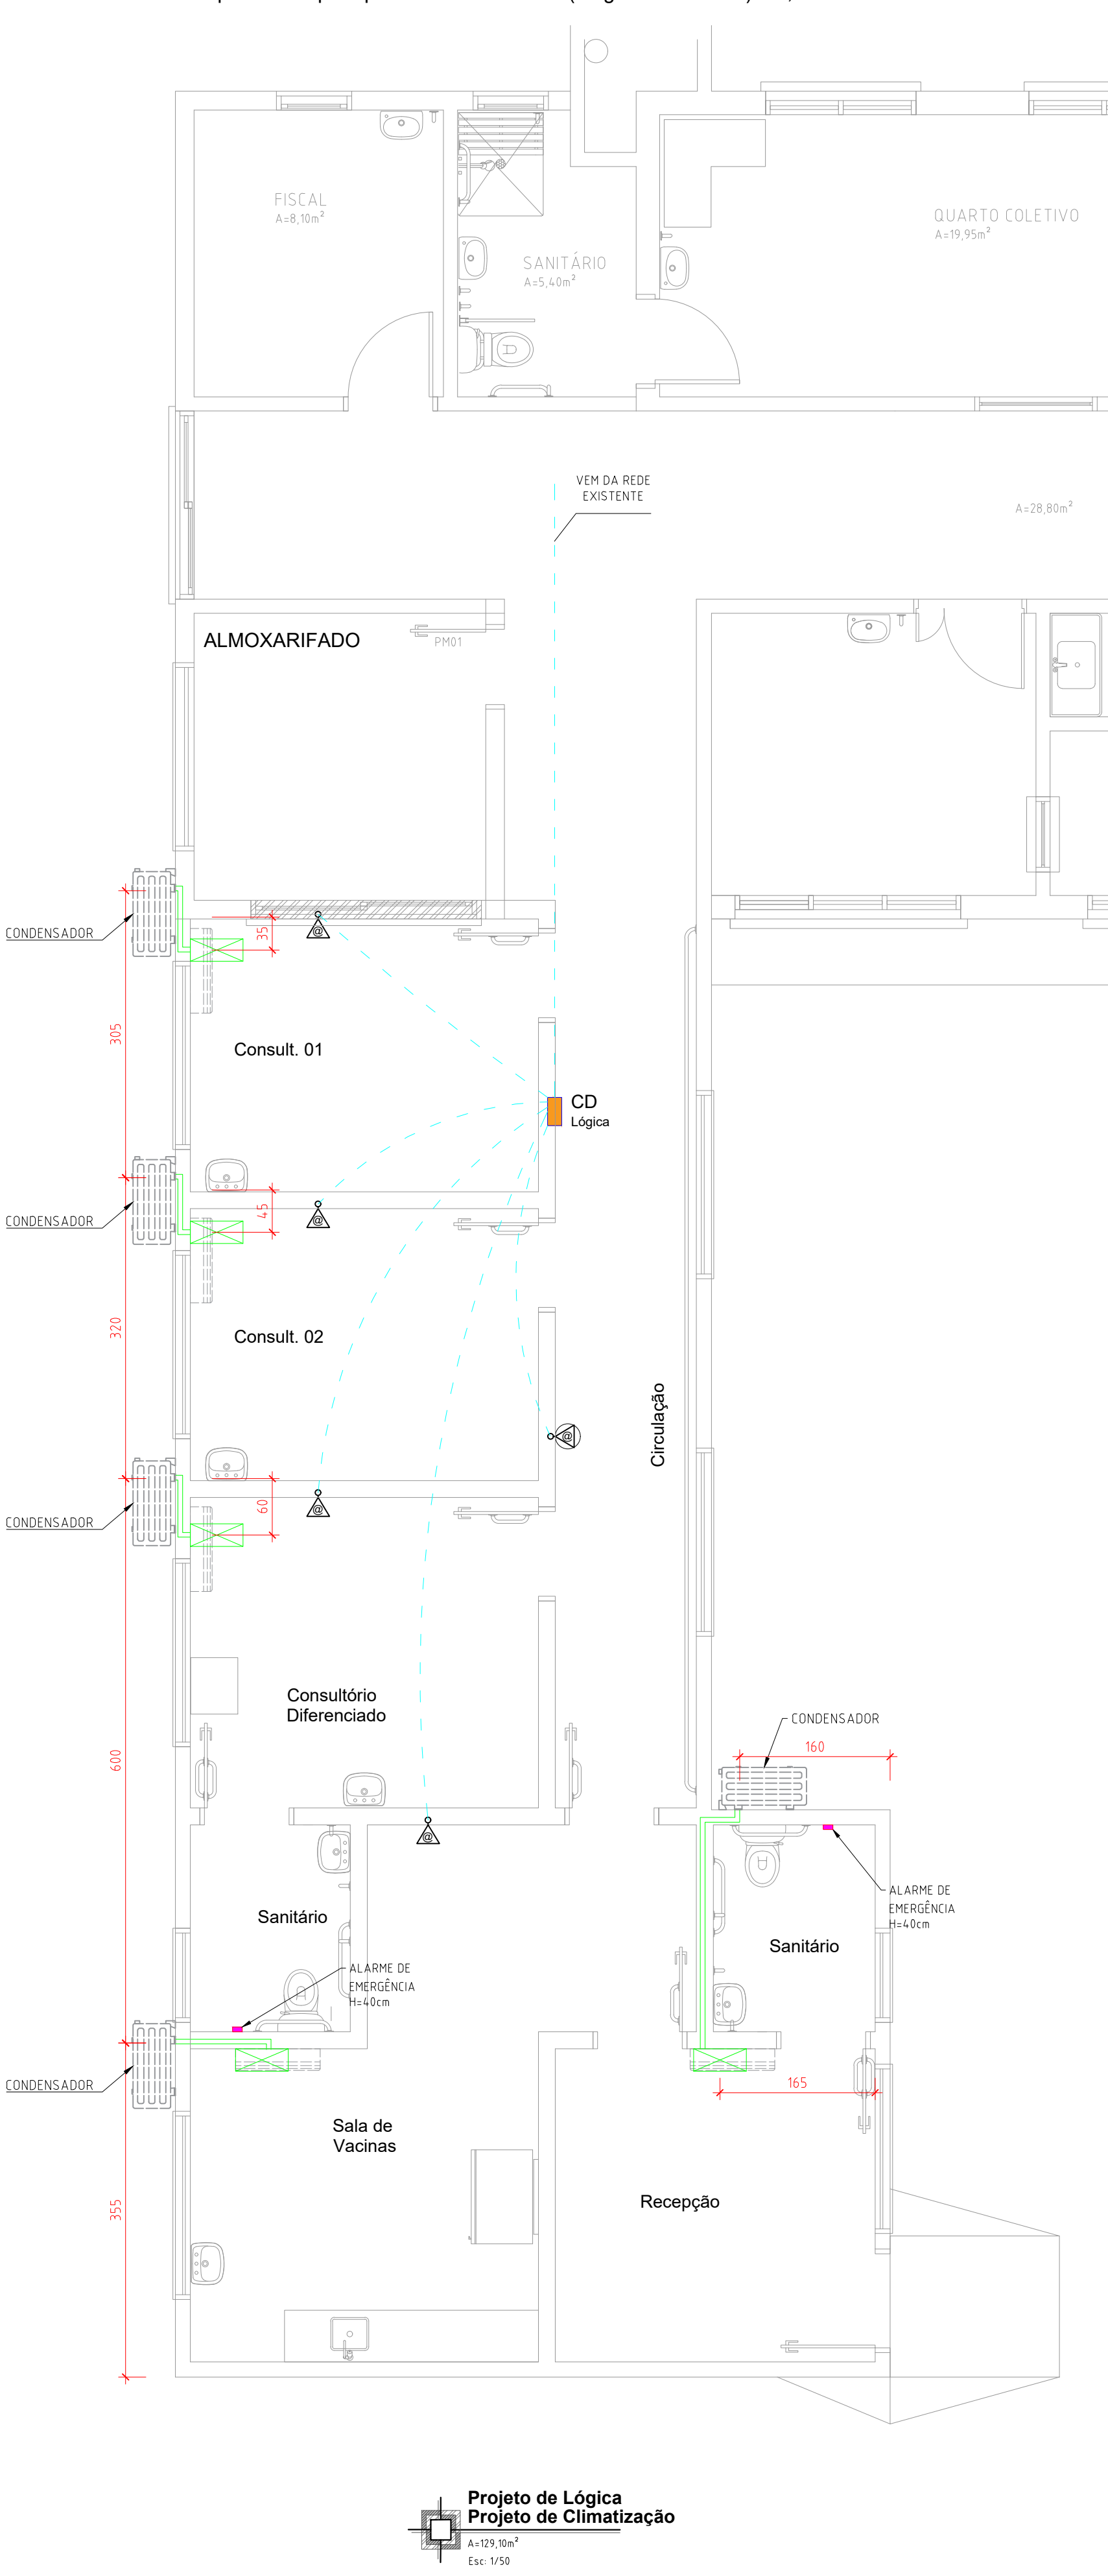 FISCAL
A=8,10m²
SANITÁRIO
A=5,40m²
QUARTO COLETIVO
A=19,95m²
VEM DA REDE
EXISTENTE
A=28,80m²
ALMOXARIFADO
PM01
CONDENSADOR
35
@
305
Consult. 01
CD
Lógica
CONDENSADOR
45
@
320
Consult. 02
Circulação
@
CONDENSADOR
60
@
Consultório
Diferenciado
600
CONDENSADOR
160
@
ALARME DE
EMERGÊNCIA
H=40cm
Sanitário
Sanitário
ALARME DE
EMERGÊNCIA
H=40cm
CONDENSADOR
165
Sala de
Vacinas
355
Recepção
Projeto de Lógica
Projeto de Climatização
A=129,10m²
Esc: 1/50